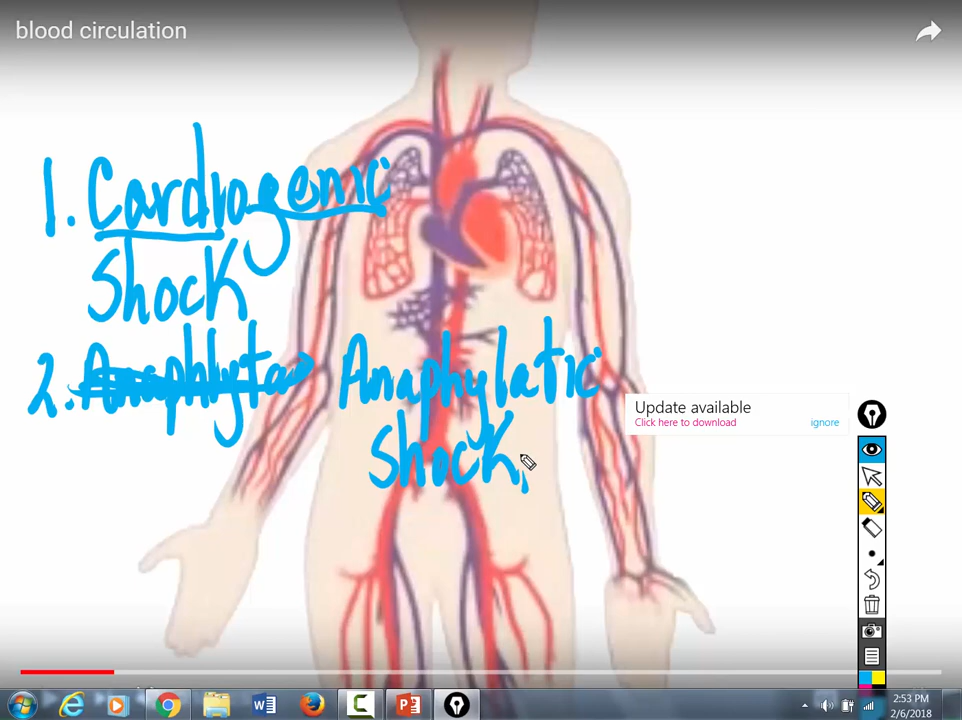 blood circulation
1. Cardiogenic
Shock
2. Anaphyta
Anaphylatic
Shock,
Update available
Click here to download
ignore
2:53 PM
2/6/2018